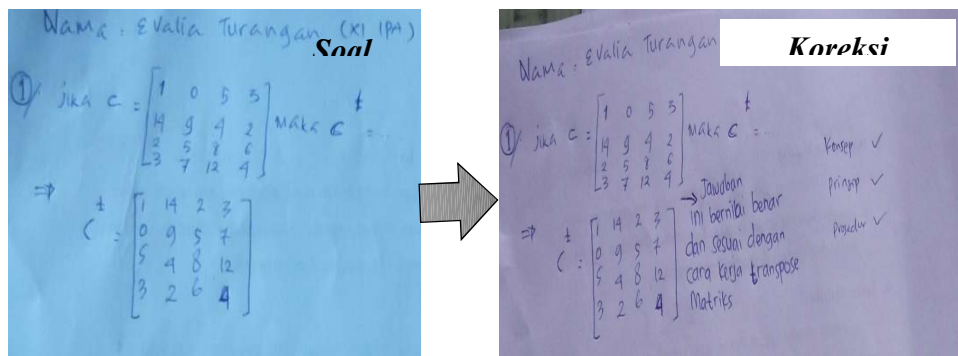 Nama : Evalia Turangan (XI IPA)
Soal
① jika C = [1 0 5 3
14 9 4 2
2 5 8 6
3 7 12 4] maka C^t = ...
⇒ C^t = [1 14 2 3
0 9 5 7
5 4 8 12
3 2 6 4]
Nama : Evalia Turangan
Koreksi
① jika C = [1 0 5 3
14 9 4 2
2 5 8 6
3 7 12 4] maka C^t = ...
⇒ C^t = [1 14 2 3
0 9 5 7
5 4 8 12
3 2 6 4]
→ Jawaban
ini bernilai benar
dan sesuai dengan
cara kerja transpose
Matriks
Konsep ✓
prinsip ✓
prosedur ✓